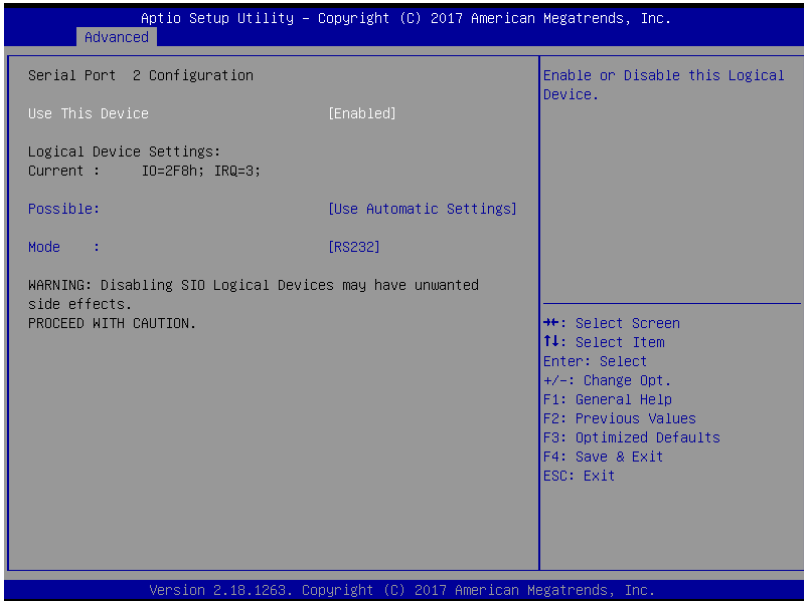 Aptio Setup Utility – Copyright (C) 2017 American Megatrends, Inc.
Advanced
Serial Port  2 Configuration
Use This Device [Enabled]
Logical Device Settings:
Current :     IO=2F8h; IRQ=3;
Possible: [Use Automatic Settings]
Mode    : [RS232]
WARNING: Disabling SIO Logical Devices may have unwanted
side effects.
PROCEED WITH CAUTION.
Enable or Disable this Logical
Device.
→←: Select Screen
↑↓: Select Item
Enter: Select
+/-: Change Opt.
F1: General Help
F2: Previous Values
F3: Optimized Defaults
F4: Save & Exit
ESC: Exit
Version 2.18.1263. Copyright (C) 2017 American Megatrends, Inc.